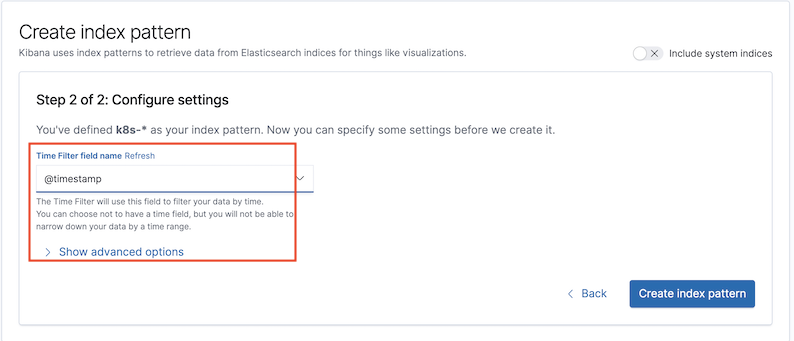 Create index pattern
Kibana uses index patterns to retrieve data from Elasticsearch indices for things like visualizations.
Include system indices
Step 2 of 2: Configure settings
You've defined k8s-* as your index pattern. Now you can specify some settings before we create it.
Time Filter field name Refresh
@timestamp
The Time Filter will use this field to filter your data by time.
You can choose not to have a time field, but you will not be able to
narrow down your data by a time range.
Show advanced options
Back
Create index pattern